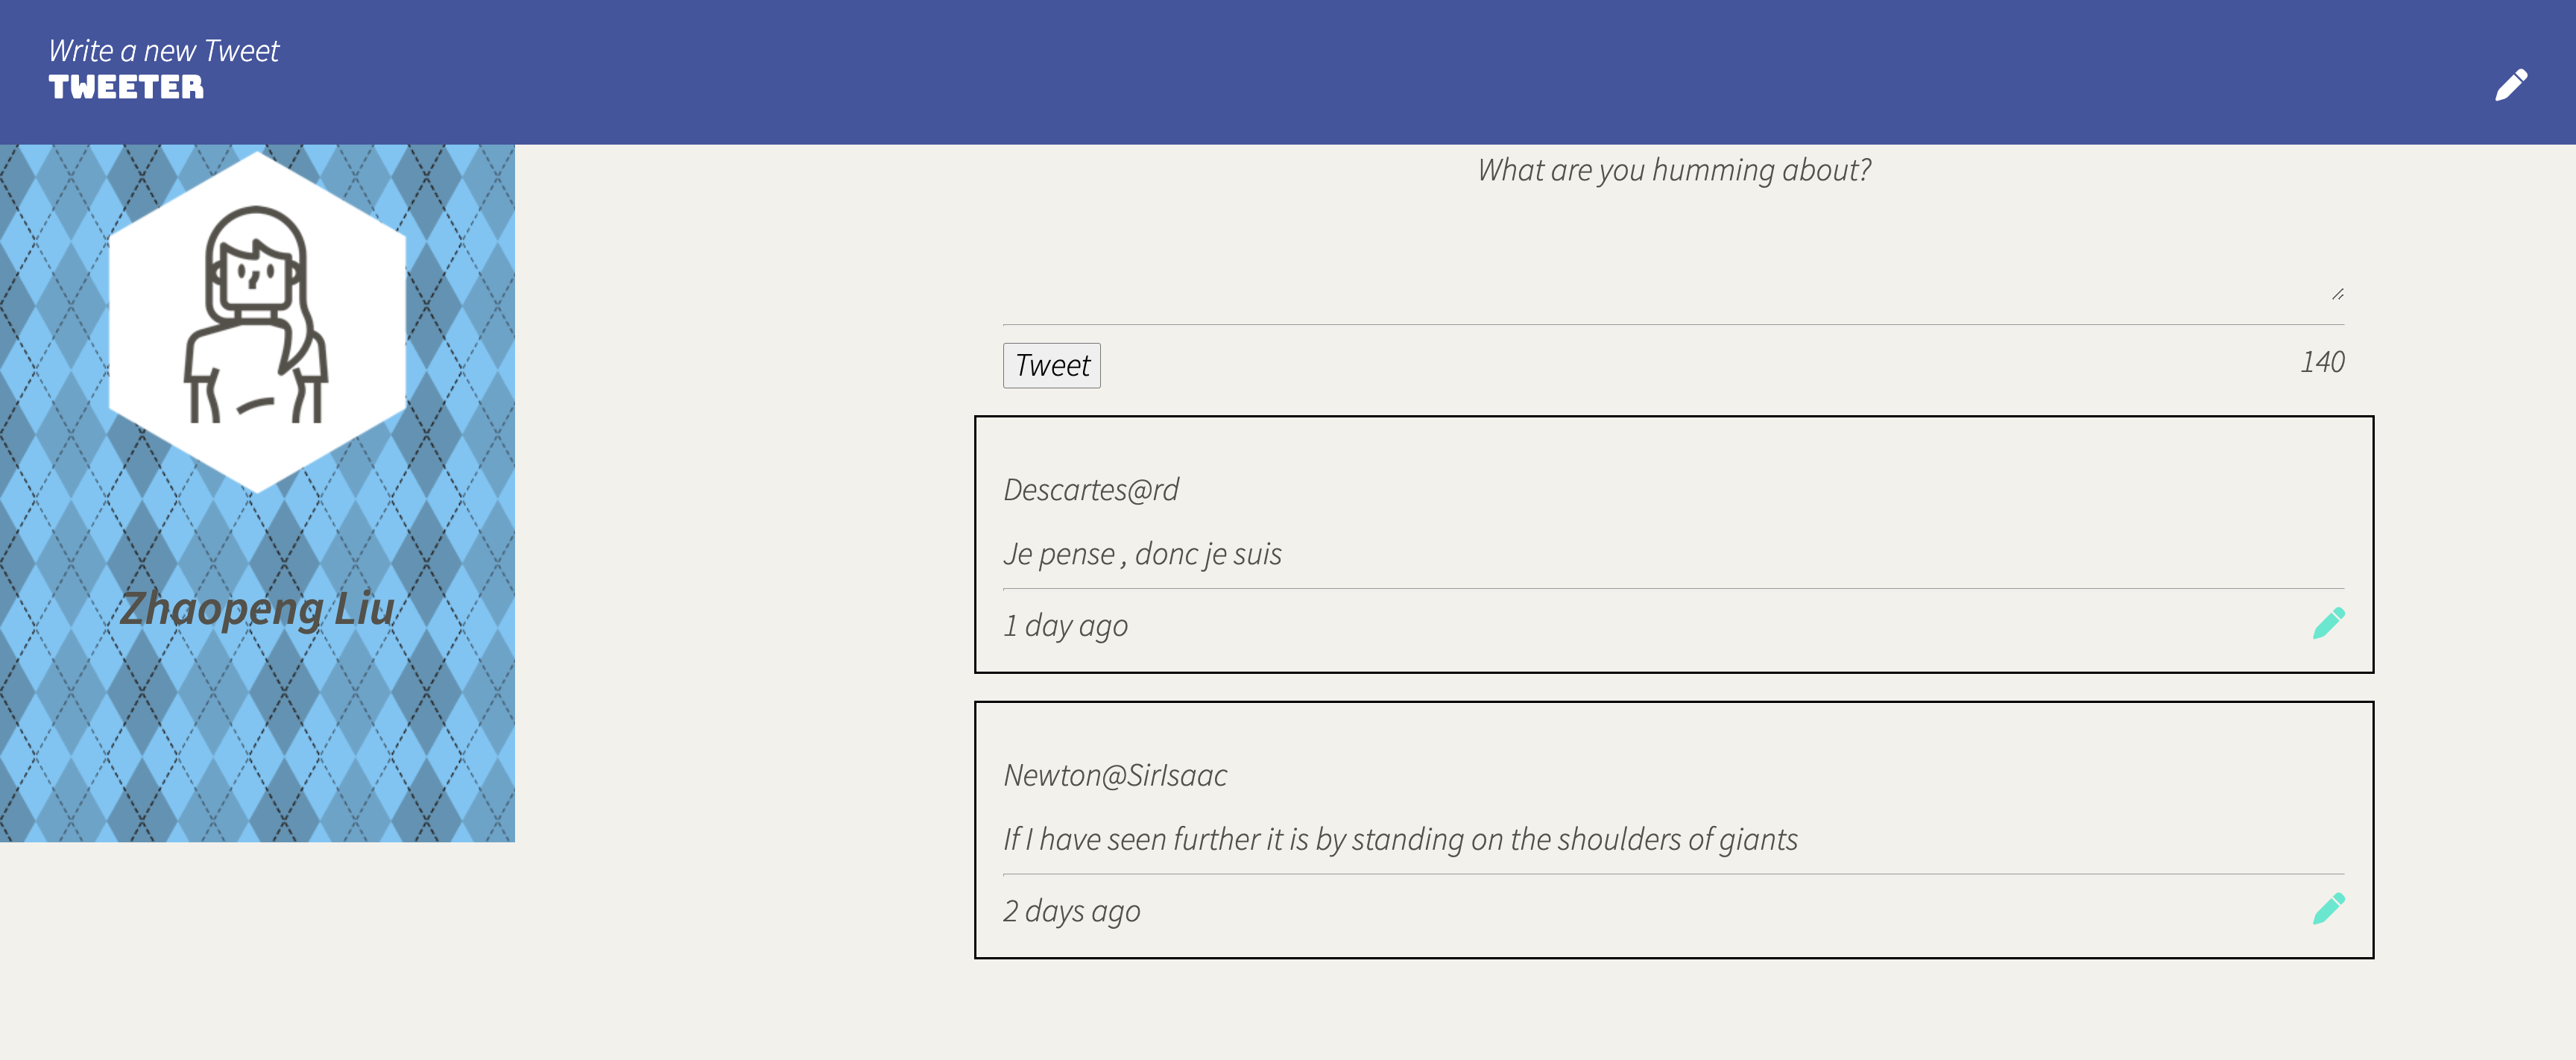 Write a new Tweet
TWEETER
What are you humming about?
Tweet
140
Zhaopeng Liu
Descartes@rd
Je pense , donc je suis
1 day ago
Newton@SirIsaac
If I have seen further it is by standing on the shoulders of giants
2 days ago